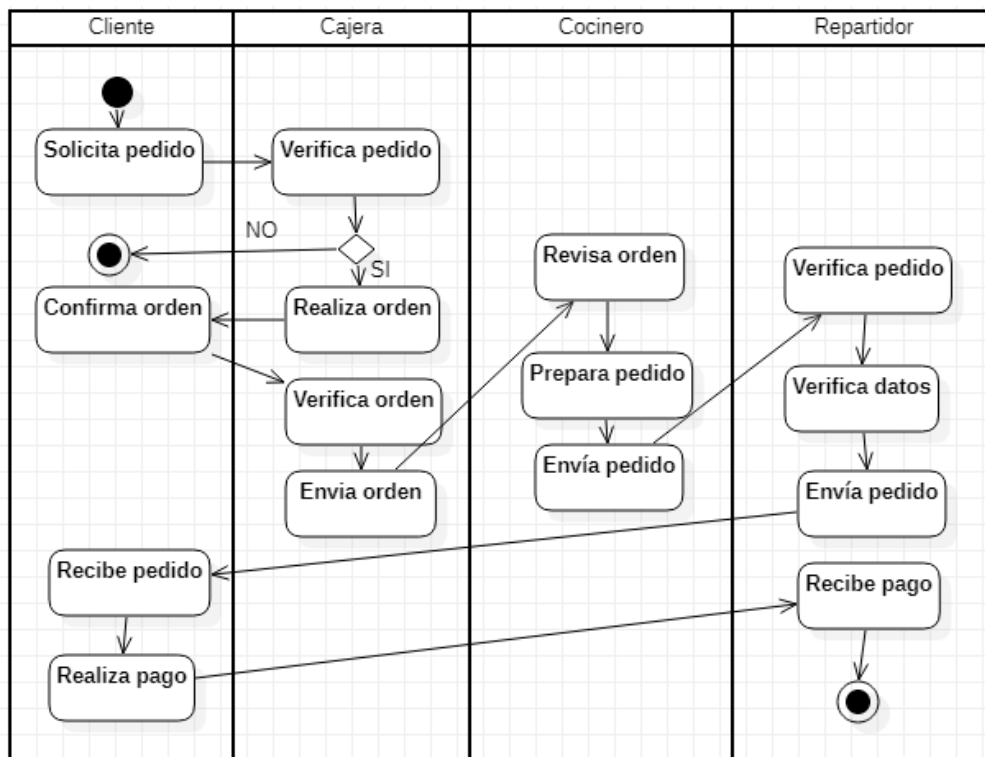 Cliente
Cajera
Cocinero
Repartidor
Solicita pedido
Verifica pedido
NO
SI
Confirma orden
Realiza orden
Verifica orden
Envia orden
Revisa orden
Prepara pedido
Envía pedido
Verifica pedido
Verifica datos
Envía pedido
Recibe pedido
Realiza pago
Recibe pago